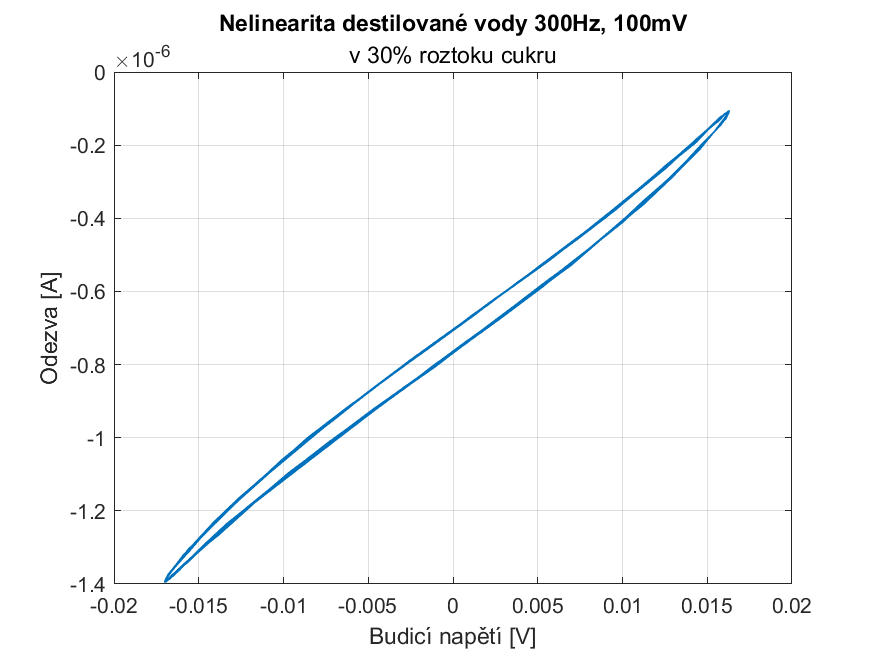 Nelinearita destilované vody 300Hz, 100mV
v 30% roztoku cukru
×10^-6
0
-0.2
-0.4
-0.6
-0.8
-1
-1.2
-1.4
Odezva [A]
-0.02 -0.015 -0.01 -0.005 0 0.005 0.01 0.015 0.02
Budicí napětí [V]